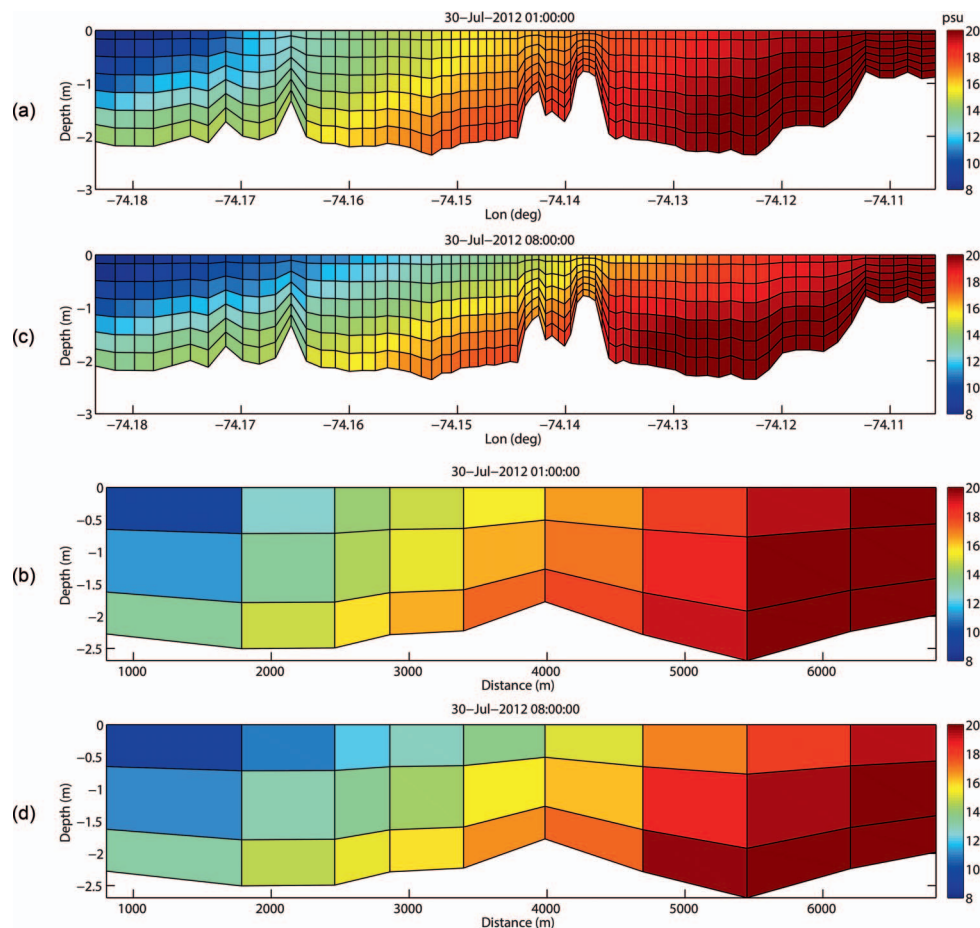 30−Jul−2012 01:00:00
psu
0
−1
−2
−3
Depth (m)
(a)
−74.18 −74.17 −74.16 −74.15 −74.14 −74.13 −74.12 −74.11
Lon (deg)
20
18
16
14
12
10
8
30−Jul−2012 08:00:00
0
−1
−2
−3
Depth (m)
(c)
−74.18 −74.17 −74.16 −74.15 −74.14 −74.13 −74.12 −74.11
Lon (deg)
20
18
16
14
12
10
8
30−Jul−2012 01:00:00
0
−0.5
−1
−1.5
−2
−2.5
Depth (m)
(b)
1000 2000 3000 4000 5000 6000
Distance (m)
20
18
16
14
12
10
8
30−Jul−2012 08:00:00
0
−0.5
−1
−1.5
−2
−2.5
Depth (m)
(d)
1000 2000 3000 4000 5000 6000
Distance (m)
20
18
16
14
12
10
8